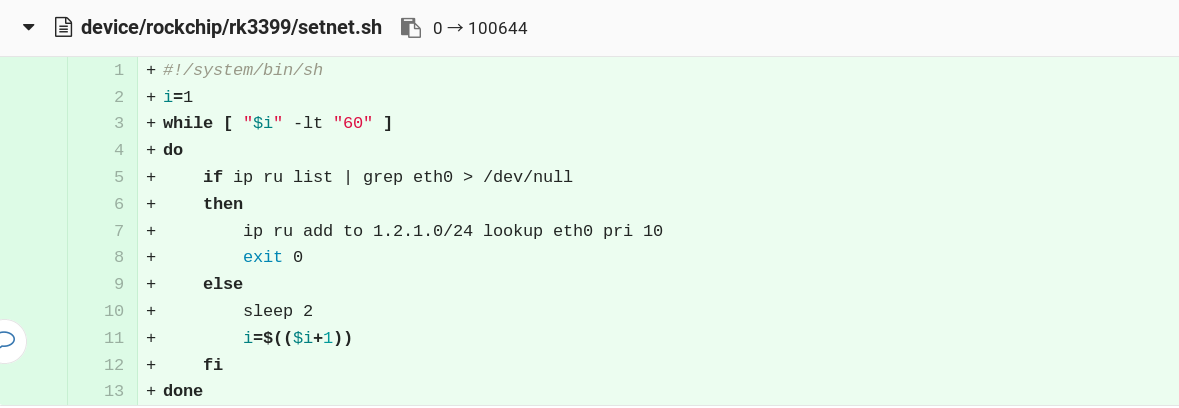 device/rockchip/rk3399/setnet.sh 0 → 100644
1 + #!/system/bin/sh
2 + i=1
3 + while [ "$i" -lt "60" ]
4 + do
5 +     if ip ru list | grep eth0 > /dev/null
6 +     then
7 +         ip ru add to 1.2.1.0/24 lookup eth0 pri 10
8 +         exit 0
9 +     else
10 +         sleep 2
11 +         i=$(($i+1))
12 +     fi
13 + done